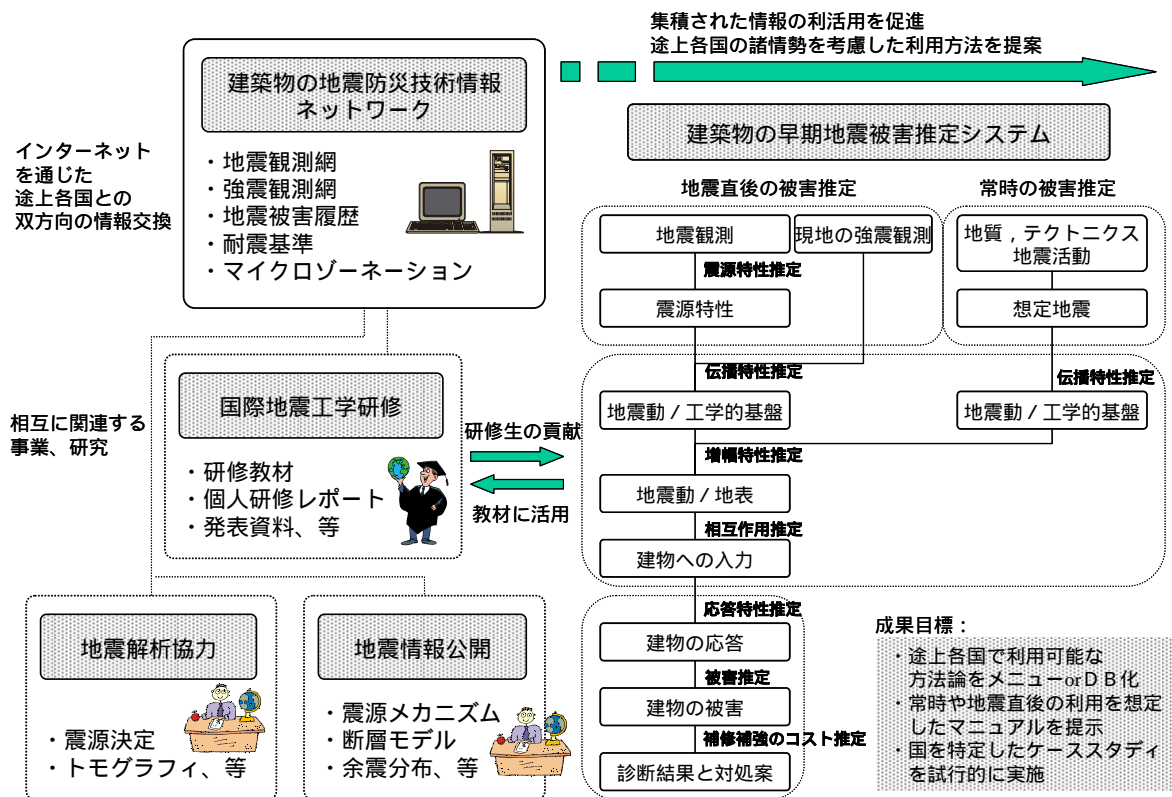 集積された情報の利活用を促進
途上各国の諸情勢を考慮した利用方法を提案
建築物の地震防災技術情報
ネットワーク
・地震観測網
・強震観測網
・地震被害履歴
・耐震基準
・マイクロゾーネーション
インターネット
を通じた
途上各国との
双方向の情報交換
相互に関連する
事業、研究
国際地震工学研修
・研修教材
・個人研修レポート
・発表資料、等
研修生の貢献
教材に活用
地震解析協力
・震源決定
・トモグラフィ、等
地震情報公開
・震源メカニズム
・断層モデル
・余震分布、等
建築物の早期地震被害推定システム
地震直後の被害推定
常時の被害推定
地震観測
現地の強震観測
地質，テクトニクス
地震活動
震源特性推定
震源特性
想定地震
伝播特性推定
伝播特性推定
地震動／工学的基盤
地震動／工学的基盤
増幅特性推定
地震動／地表
相互作用推定
建物への入力
応答特性推定
建物の応答
被害推定
建物の被害
補修補強のコスト推定
診断結果と対処案
成果目標：
・途上各国で利用可能な
方法論をメニューorＤＢ化
・常時や地震直後の利用を想定
したマニュアルを提示
・国を特定したケーススタディ
を試行的に実施